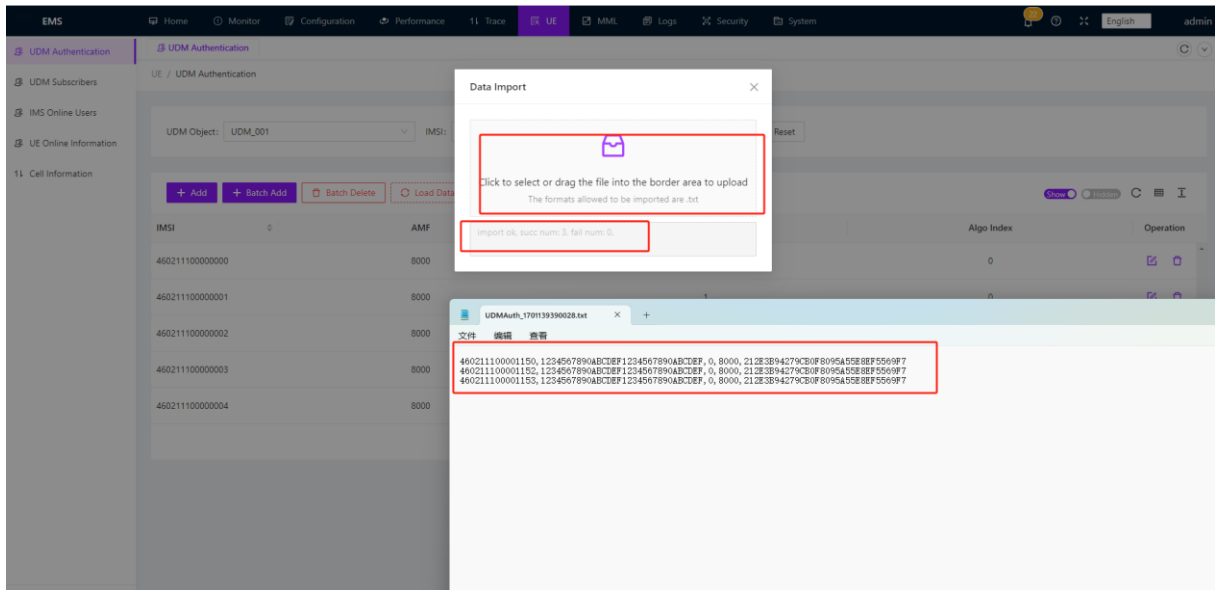 EMS Home Monitor Configuration Performance Trace UE MML Logs Security System 22 English admin
UDM Authentication
UDM Subscribers
IMS Online Users
UE Online Information
Cell Information
UDM Authentication
UE / UDM Authentication
UDM Object: UDM_001 IMSI: Reset
+ Add + Batch Add Batch Delete Load Data Show Hidden
IMSI AMF Algo Index Operation
460211100000000 8000 0
460211100000001 8000 1 0
460211100000002 8000
460211100000003 8000
460211100000004 8000
Data Import
Click to select or drag the file into the border area to upload
The formats allowed to be imported are .txt
import ok, succ num: 3, fail num: 0.
UDMAuth_1701139390028.txt
文件 编辑 查看
460211100001150,1234567890ABCDEF1234567890ABCDEF,0,8000,212E3B94279CB0F8095A55E8EF5569F7
460211100001152,1234567890ABCDEF1234567890ABCDEF,0,8000,212E3B94279CB0F8095A55E8EF5569F7
460211100001153,1234567890ABCDEF1234567890ABCDEF,0,8000,212E3B94279CB0F8095A55E8EF5569F7